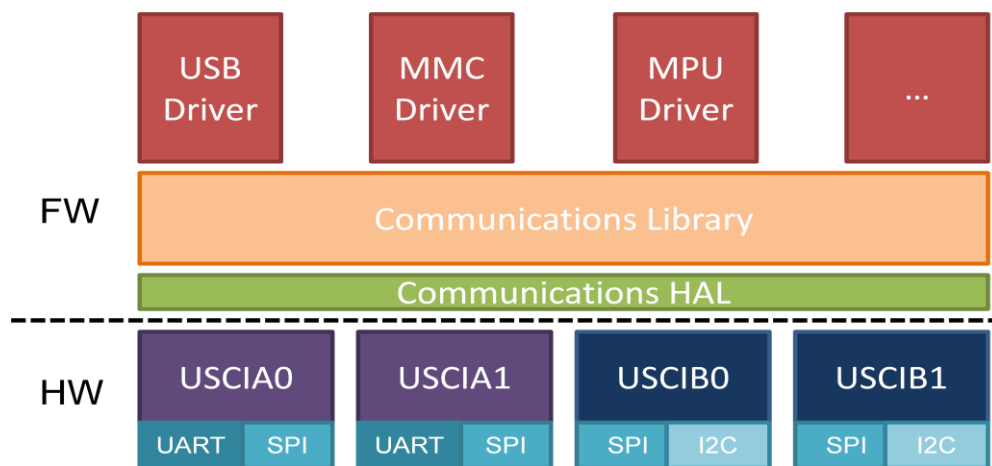 USB
Driver
MMC
Driver
MPU
Driver
...
FW
Communications Library
Communications HAL
HW
USCIA0
USCIA1
USCIB0
USCIB1
UART
SPI
UART
SPI
SPI
I2C
SPI
I2C